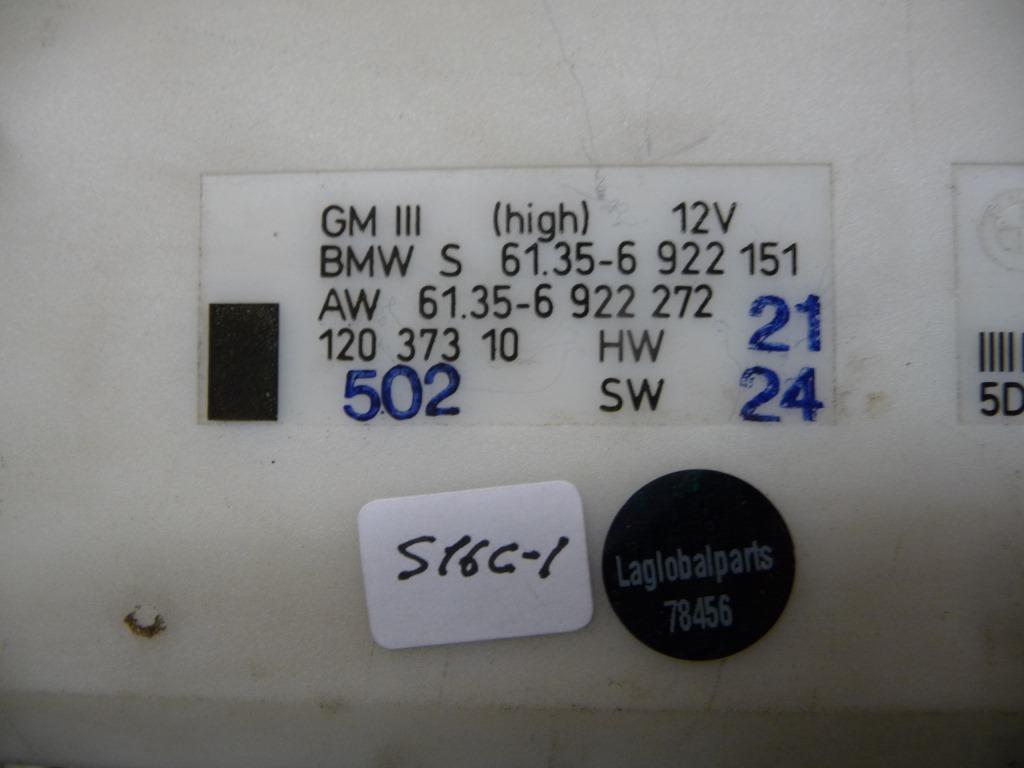 GM III (high) 12V
BMW S 61.35-6 922 151
AW 61.35-6 922 272
120 373 10 HW 21
502 SW 24
5D
S16C-1
Laglobalparts
78456